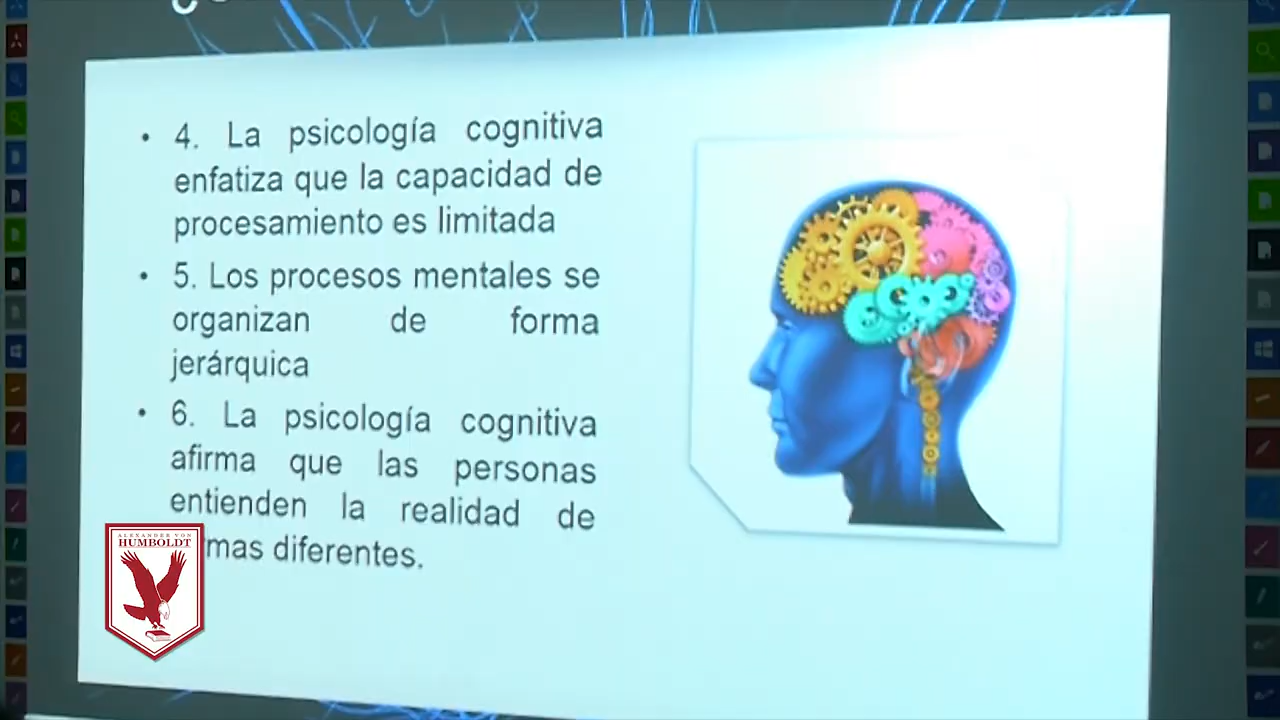 • 4. La psicología cognitiva
enfatiza que la capacidad de
procesamiento es limitada
• 5. Los procesos mentales se
organizan de forma
jerárquica
• 6. La psicología cognitiva
afirma que las personas
entienden la realidad de
diferentes.
ALEXANDER VON
HUMBOLDT